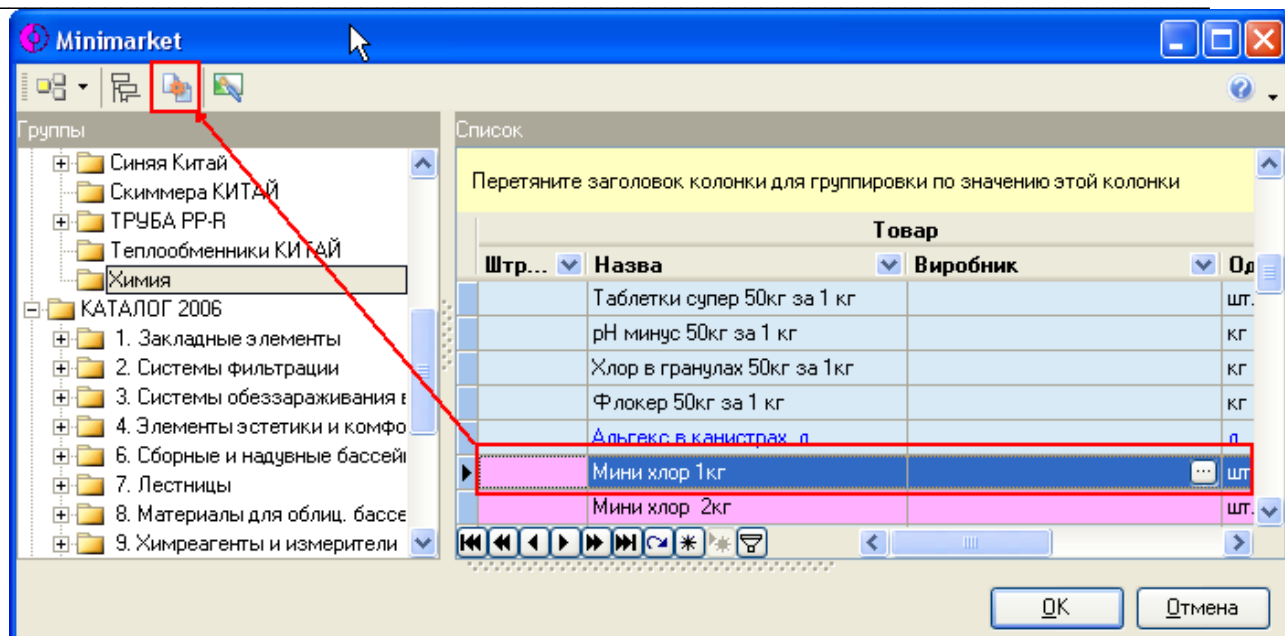 Minimarket
Группы
Список
Синяя Китай
Скиммера КИТАЙ
ТРУБА PP-R
Теплообменники КИТАЙ
Химия
КАТАЛОГ 2006
1. Закладные элементы
2. Системы фильтрации
3. Системы обеззараживания в
4. Элементы эстетики и комфо
6. Сборные и надувные бассей
7. Лестницы
8. Материалы для облиц. бассе
9. Химреагенты и измерители
Перетяните заголовок колонки для группировки по значению этой колонки
Товар
Штр... Назва Виробник Од
Таблетки супер 50кг за 1 кг шт.
pH минус 50кг за 1 кг кг
Хлор в гранулах 50кг за 1кг кг
Флокер 50кг за 1 кг кг
Альгекс в канистрах, л л
Мини хлор 1кг ... шт
Мини хлор 2кг шт.
OK Отмена